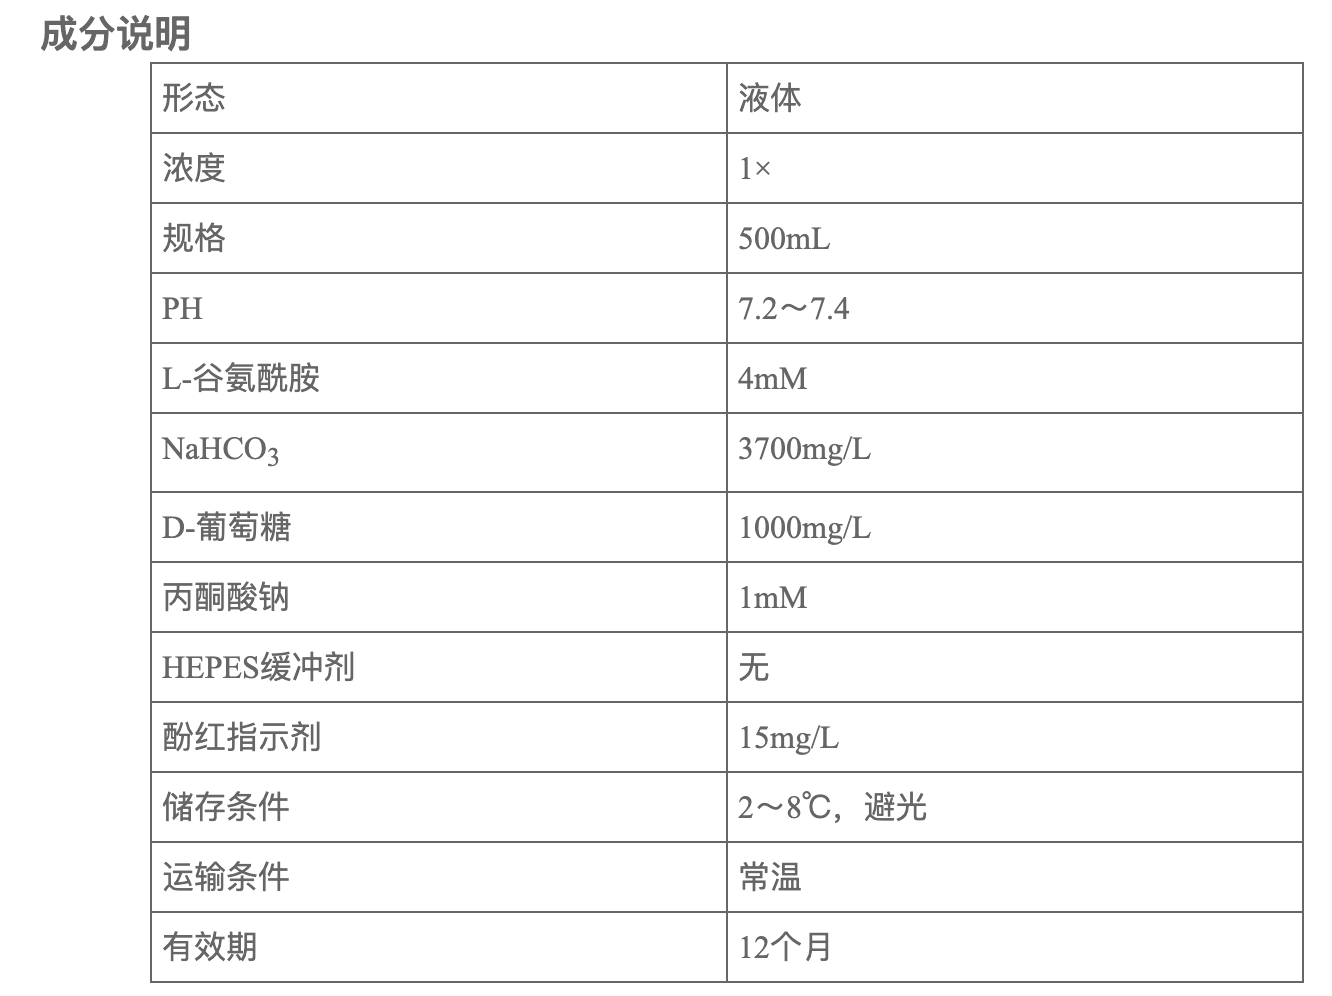 成分说明
形态 液体
浓度 1×
规格 500mL
PH 7.2～7.4
L-谷氨酰胺 4mM
NaHCO₃ 3700mg/L
D-葡萄糖 1000mg/L
丙酮酸钠 1mM
HEPES缓冲剂 无
酚红指示剂 15mg/L
储存条件 2～8℃，避光
运输条件 常温
有效期 12个月